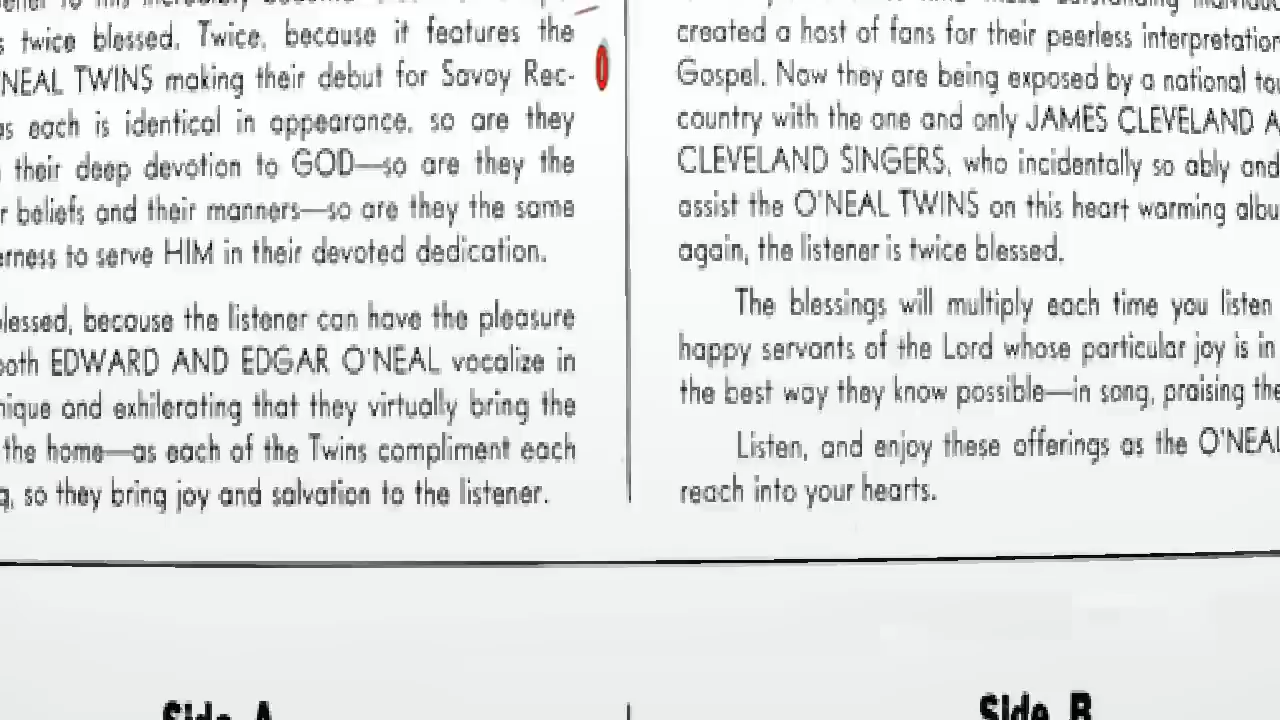 twice blessed. Twice, because it features the
O'NEAL TWINS making their debut for Savoy Rec-
as each is identical in appearance, so are they
their deep devotion to GOD—so are they the
beliefs and their manners—so are they the same
to serve HIM in their devoted dedication.
blessed, because the listener can have the pleasure
both EDWARD AND EDGAR O'NEAL vocalize in
and exhilerating that they virtually bring the
the home—as each of the Twins compliment each
so they bring joy and salvation to the listener.
created a host of fans for their peerless
Gospel. Now they are being exposed by a national
country with the one and only JAMES CLEVELAND
CLEVELAND SINGERS, who incidentally so ably and
assist the O'NEAL TWINS on this heart warming
again, the listener is twice blessed.
The blessings will multiply each time you listen
happy servants of the Lord whose particular joy is in
the best way they know possible—in song, praising
Listen, and enjoy these offerings as the O'NEAL
reach into your hearts.
Side A
Side B